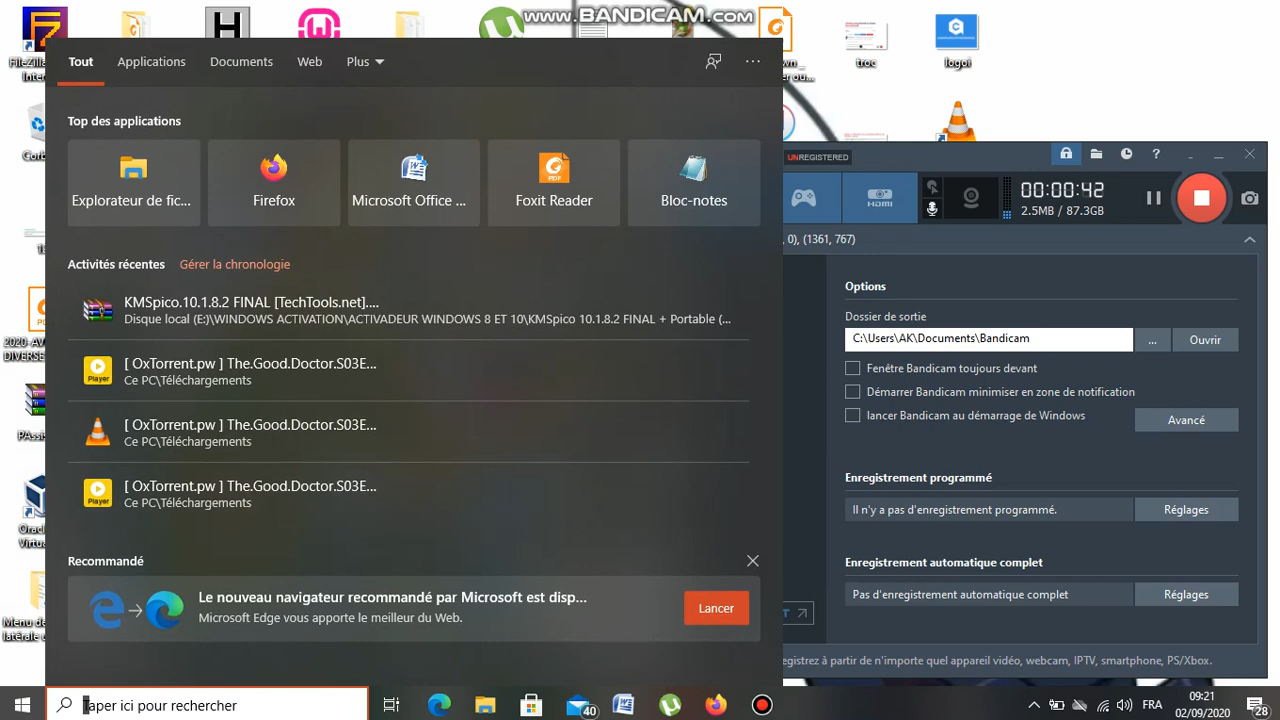 www.BANDICAM.com
FileZilla
troc
logoi
Tout
Applications
Documents
Web
Plus
Top des applications
Explorateur de fic...
Firefox
Microsoft Office ...
Foxit Reader
Bloc-notes
Activités récentes
Gérer la chronologie
KMSpico.10.1.8.2 FINAL [TechTools.net]....
Disque local (E:)\WINDOWS ACTIVATION\ACTIVADEUR WINDOWS 8 ET 10\KMSpico 10.1.8.2 FINAL + Portable (...
[ OxTorrent.pw ] The.Good.Doctor.S03E...
Ce PC\Téléchargements
[ OxTorrent.pw ] The.Good.Doctor.S03E...
Ce PC\Téléchargements
[ OxTorrent.pw ] The.Good.Doctor.S03E...
Ce PC\Téléchargements
Recommandé
Le nouveau navigateur recommandé par Microsoft est disp...
Microsoft Edge vous apporte le meilleur du Web.
Lancer
Taper ici pour rechercher
UNREGISTERED
HDMI
00:00:42
2.5MB / 87.3GB
, 0), (1361, 767)
Options
Dossier de sortie
C:\Users\AK\Documents\Bandicam
...
Ouvrir
Fenêtre Bandicam toujours devant
Démarrer Bandicam minimiser en zone de notification
lancer Bandicam au démarrage de Windows
Avancé
Enregistrement programmé
Il n'y a pas d'enregistrement programmé.
Réglages
Enregistrement automatique complet
Pas d'enregistrement automatique complet
Réglages
egistrez à partir de n'importe quel appareil vidéo, webcam, IPTV, smartphone, PS/Xbox.
40
FRA
09:21
02/09/2020
28